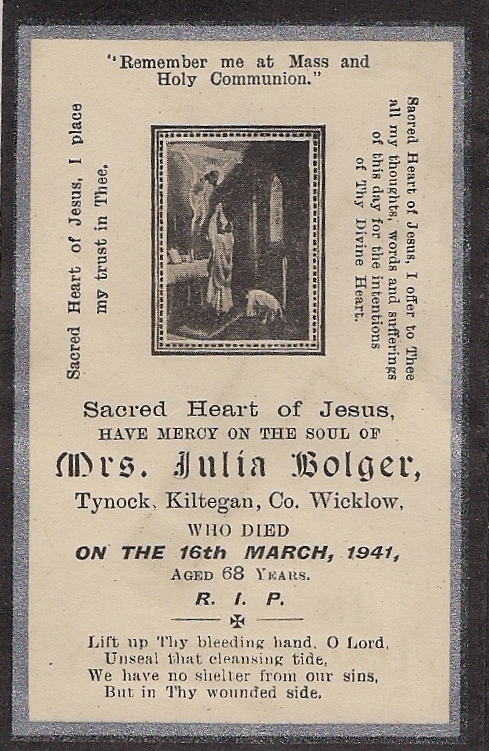 "Remember me at Mass and
Holy Communion."
Sacred Heart of Jesus, I place
my trust in Thee.
Sacred Heart of Jesus, I offer to Thee
all my thoughts, words and sufferings
of this day for the intentions
of Thy Divine Heart.
Sacred Heart of Jesus,
HAVE MERCY ON THE SOUL OF
Mrs. Julia Bolger,
Tynock, Kiltegan, Co. Wicklow,
WHO DIED
ON THE 16th MARCH, 1941,
AGED 68 YEARS.
R. I. P.
Lift up Thy bleeding hand, O Lord,
Unseal that cleansing tide,
We have no shelter from our sins,
But in Thy wounded side.